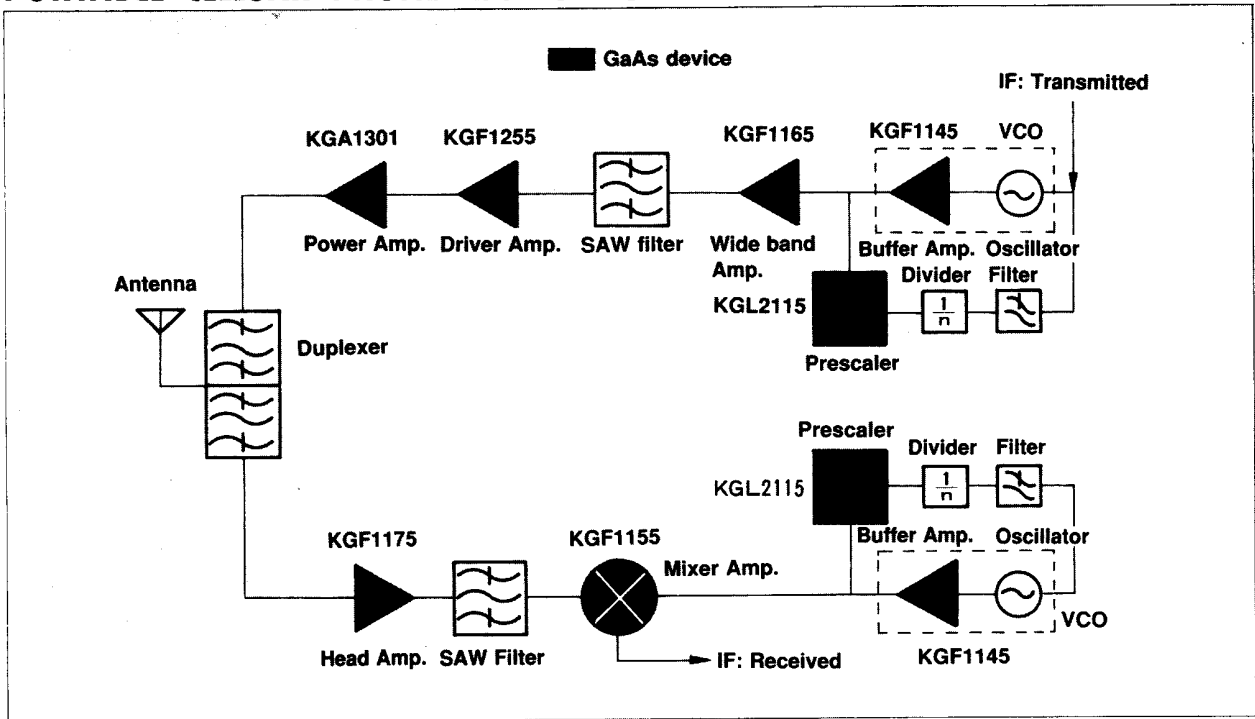 GaAs device
IF: Transmitted
KGA1301
KGF1255
KGF1165
KGF1145
VCO
Power Amp.
Driver Amp.
SAW filter
Wide band
Amp.
Buffer Amp.
Oscillator
Divider
Filter
KGL2115
1
n
Prescaler
Antenna
Duplexer
Prescaler
Divider
Filter
KGL2115
1
n
Buffer Amp.
Oscillator
KGF1175
KGF1155
Mixer Amp.
VCO
Head Amp.
SAW Filter
IF: Received
KGF1145